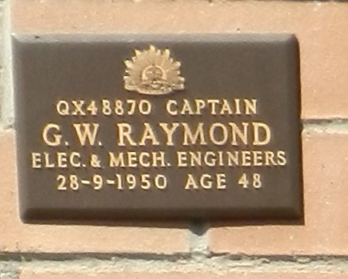 QX48870 CAPTAIN
G.W. RAYMOND
ELEC. & MECH. ENGINEERS
28-9-1950 AGE 48